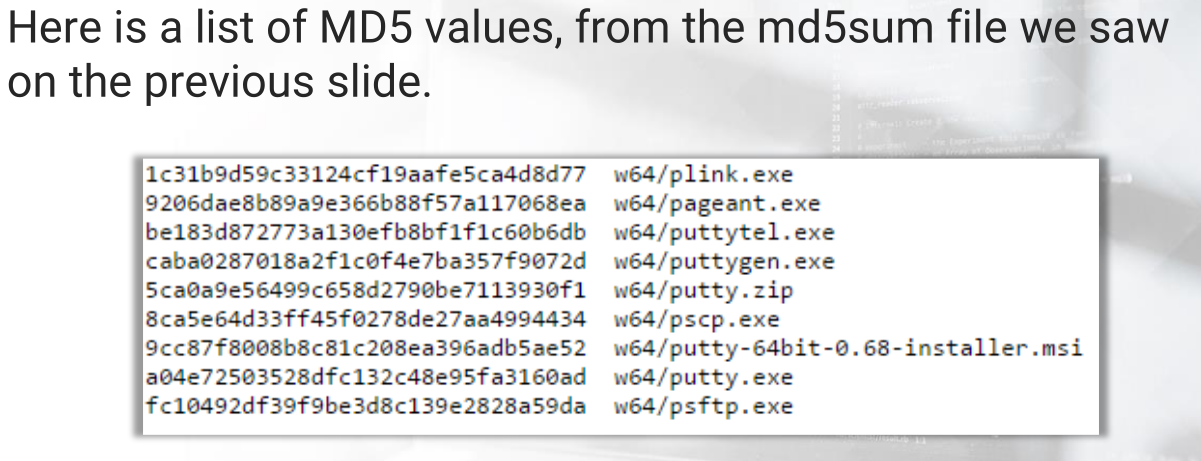 Here is a list of MD5 values, from the md5sum file we saw
on the previous slide.
1c31b9d59c33124cf19aafe5ca4d8d77  w64/plink.exe
9206dae8b89a9e366b88f57a117068ea  w64/pageant.exe
be183d872773a130efb8bf1f1c60b6db  w64/puttytel.exe
caba0287018a2f1c0f4e7ba357f9072d  w64/puttygen.exe
5ca0a9e56499c658d2790be7113930f1  w64/putty.zip
8ca5e64d33ff45f0278de27aa4994434  w64/pscp.exe
9cc87f8008b8c81c208ea396adb5ae52  w64/putty-64bit-0.68-installer.msi
a04e72503528dfc132c48e95fa3160ad  w64/putty.exe
fc10492df39f9be3d8c139e2828a59da  w64/psftp.exe